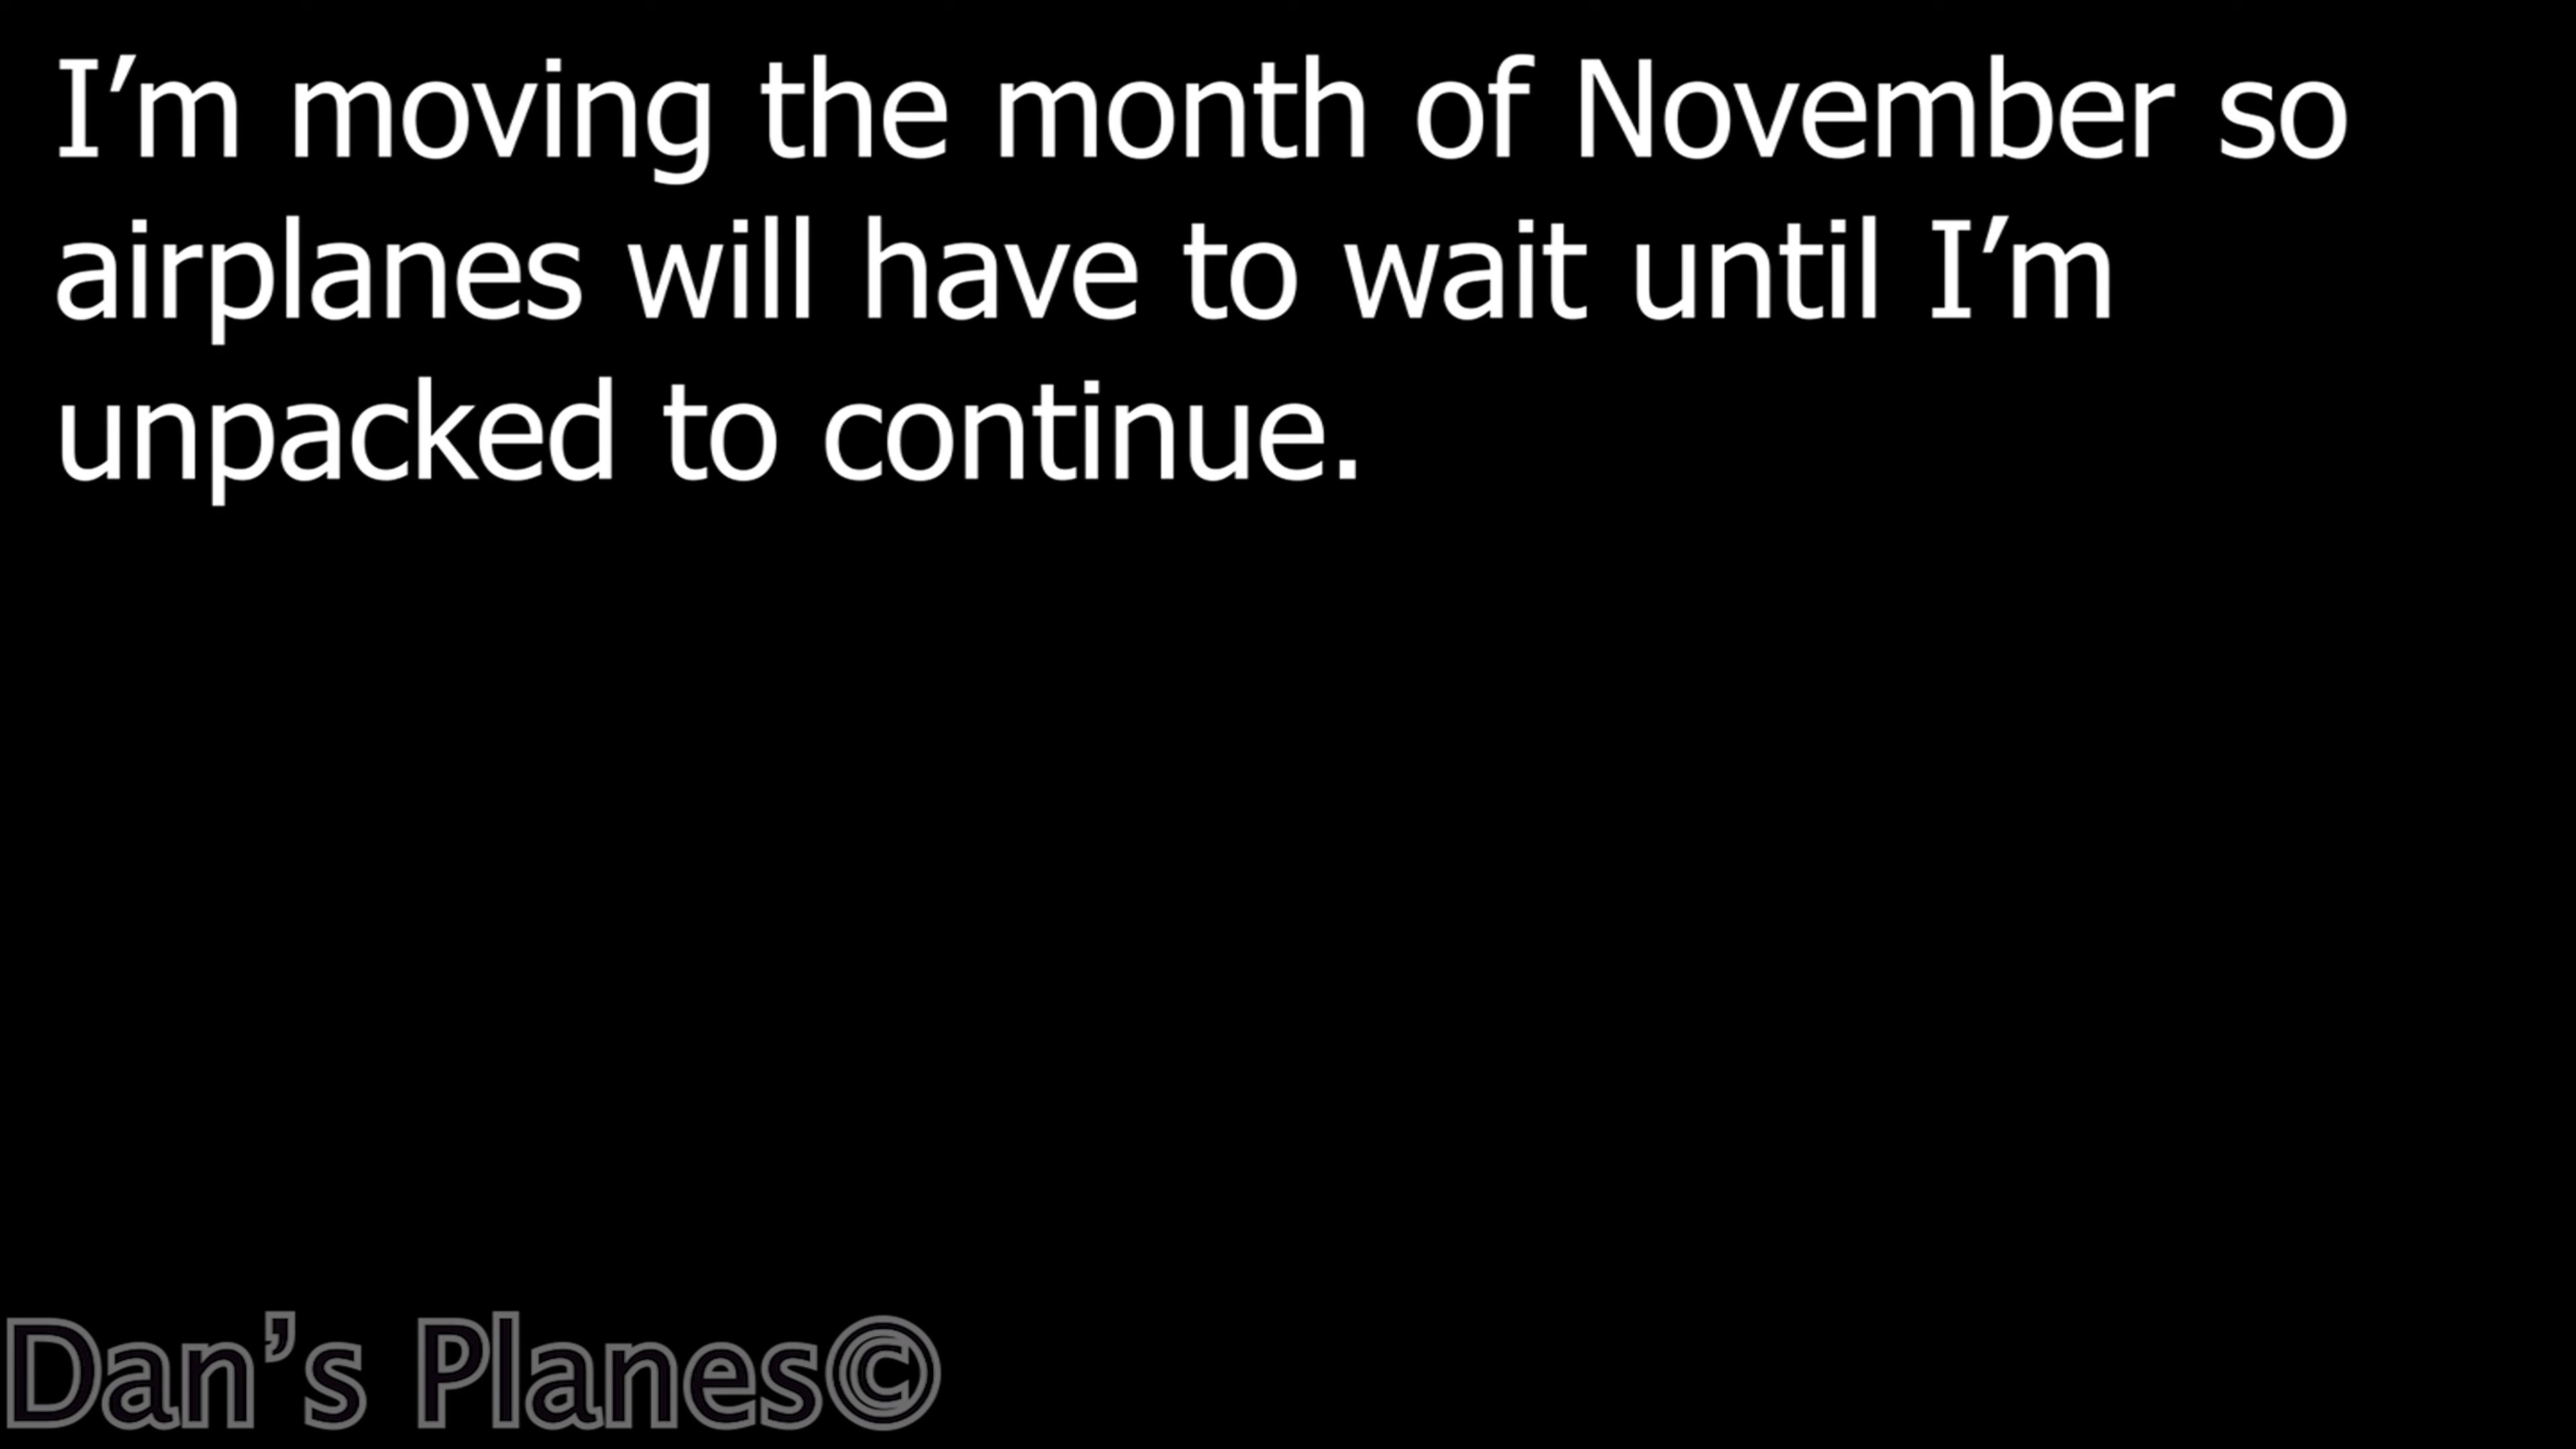 I’m moving the month of November so
airplanes will have to wait until I’m
unpacked to continue.
Dan’s Planes©